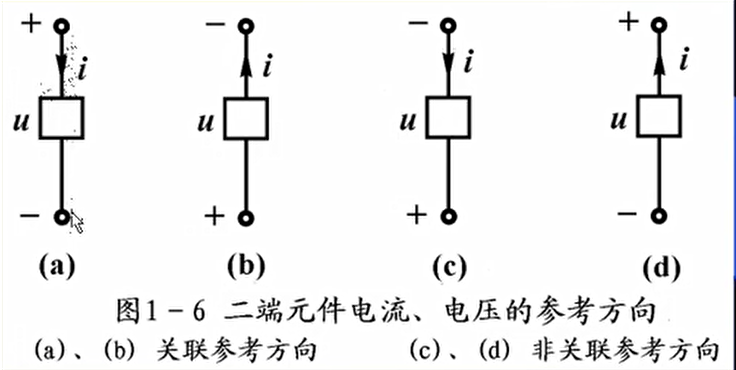 + - - +
i i i i
u u u u
- + + -
(a) (b) (c) (d)
图1-6 二端元件电流、电压的参考方向
(a)、(b) 关联参考方向 (c)、(d) 非关联参考方向